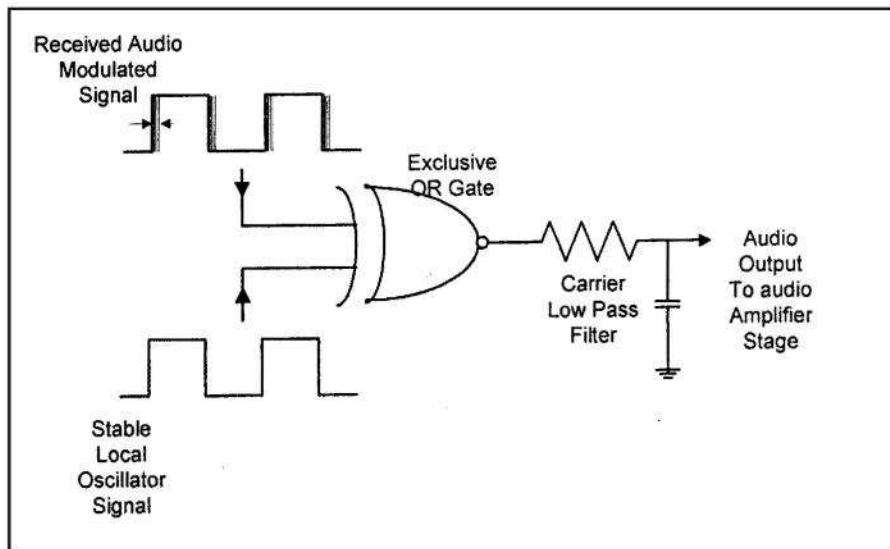 Received Audio
Modulated
Signal
Exclusive
OR Gate
Carrier
Low Pass
Filter
Audio
Output
To audio
Amplifier
Stage
Stable
Local
Oscillator
Signal